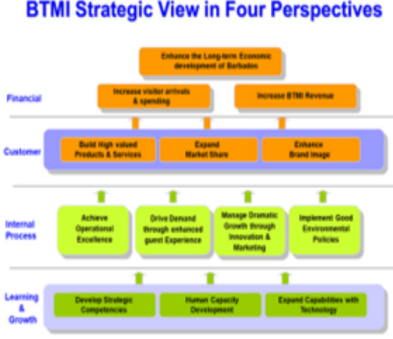 BTMI Strategic View in Four Perspectives
Enhance the Long-term Economic
development of Barbados
Financial
Increase visitor arrivals
& spending
Increase BTMI Revenue
Customer
Build High valued
Products & Services
Expand
Market Share
Enhance
Brand image
Internal
Process
Achieve
Operational
Excellence
Drive Demand
through enhanced
guest Experience
Manage Dramatic
Growth through
Innovation &
Marketing
Implement Good
Environmental
Policies
Learning
&
Growth
Develop Strategic
Competencies
Human Capacity
Development
Expand Capabilities with
Technology